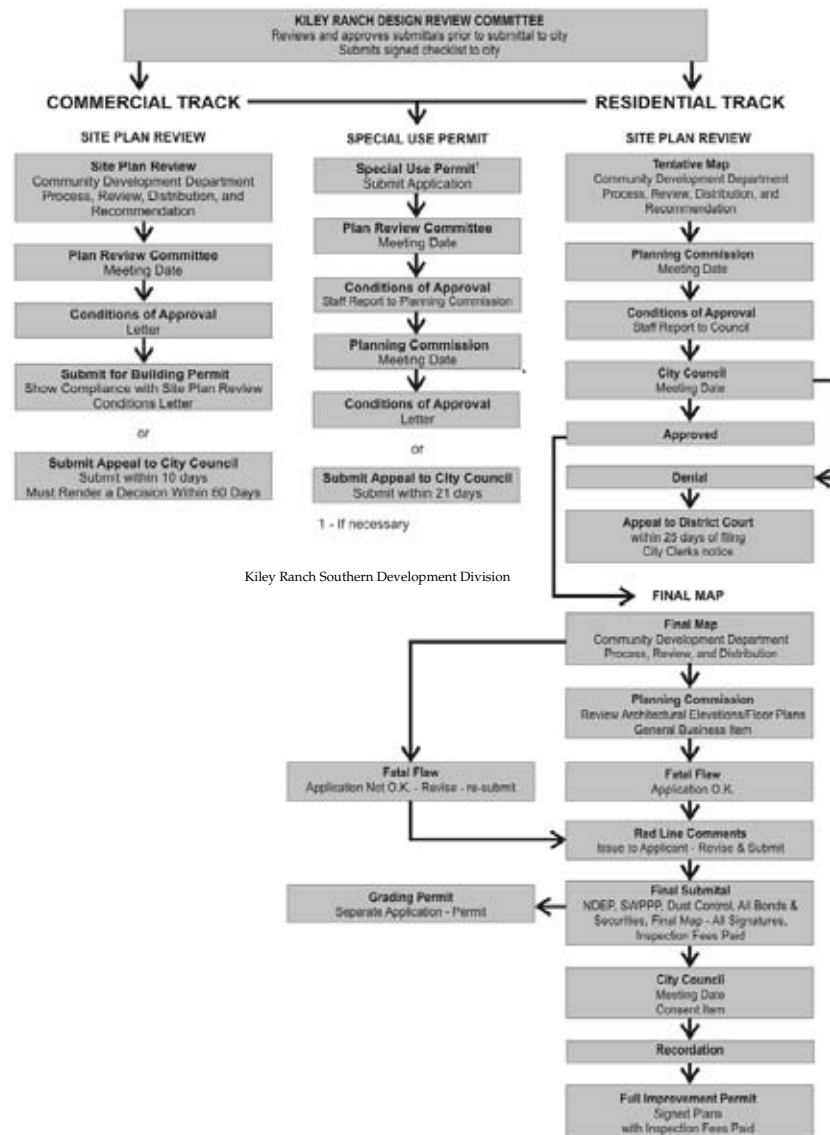 KILEY RANCH DESIGN REVIEW COMMITTEE
Reviews and approves submittals prior to submittal to city
Submits signed checklist to city
COMMERCIAL TRACK
RESIDENTIAL TRACK
SITE PLAN REVIEW
Site Plan Review
Community Development Department
Process, Review, Distribution, and
Recommendation
Plan Review Committee
Meeting Date
Conditions of Approval
Letter
Submit for Building Permit
Show Compliance with Site Plan Review
Conditions Letter
or
Submit Appeal to City Council
Submit within 10 days
Must Render a Decision Within 60 Days
SPECIAL USE PERMIT
Special Use Permit¹
Submit Application
Plan Review Committee
Meeting Date
Conditions of Approval
Staff Report to Planning Commission
Planning Commission
Meeting Date
Conditions of Approval
Letter
or
Submit Appeal to City Council
Submit within 21 days
1 - If necessary
SITE PLAN REVIEW
Tentative Map
Community Development Department
Process, Review, Distribution, and
Recommendation
Planning Commission
Meeting Date
Conditions of Approval
Staff Report to Council
City Council
Meeting Date
Approved
Denial
Appeal to District Court
within 25 days of filing
City Clerks notice
Kiley Ranch Southern Development Division
FINAL MAP
Final Map
Community Development Department
Process, Review, and Distribution
Planning Commission
Review Architectural Elevations/Floor Plans
General Business Item
Fatal Flaw
Application Not O.K. - Revise - re-submit
Fatal Flaw
Application O.K.
Red Line Comments
Issue to Applicant - Revise & Submit
Grading Permit
Separate Application - Permit
Final Submital
NDEP, SWPPP, Dust Control, All Bonds &
Securities, Final Map - All Signatures,
Inspection Fees Paid
City Council
Meeting Date
Consent Item
Recordation
Full Improvement Permit
Signed Plans
with Inspection Fees Paid